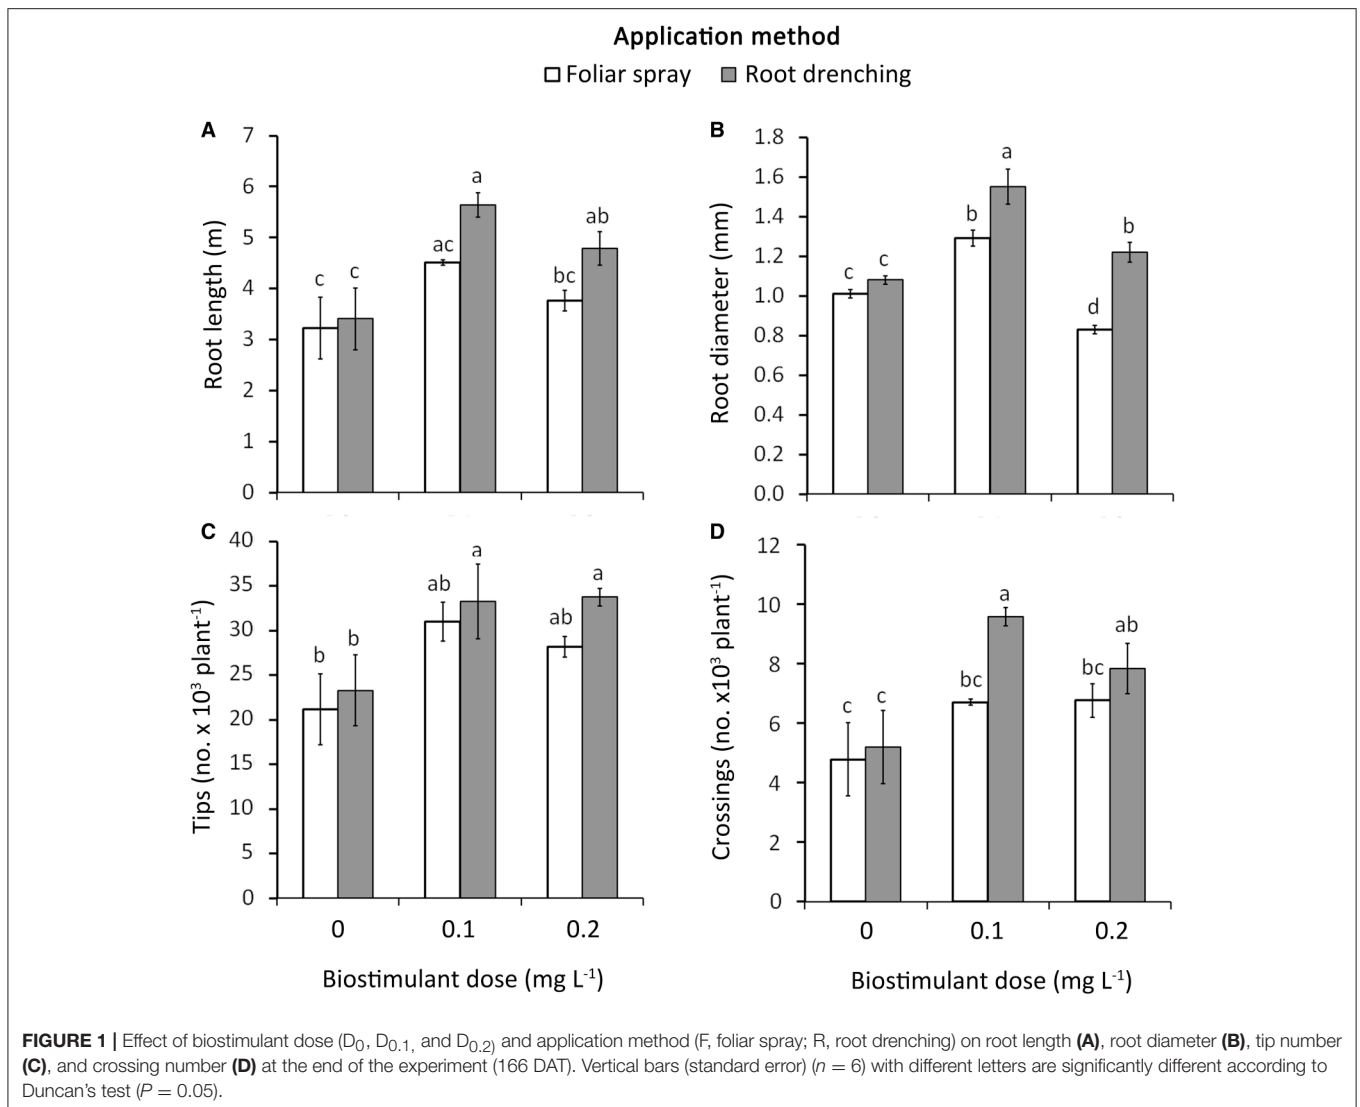 Application method
Foliar spray Root drenching
A
7
6
5
4
3
2
1
0
Root length (m)
c c ac a bc ab
B
1.8
1.6
1.4
1.2
1.0
0.8
0.6
0.4
0.2
0.0
Root diameter (mm)
c c b a d b
C
40
35
30
25
20
15
10
5
0
Tips (no. x 10³ plant⁻¹)
b b ab a ab a
0 0.1 0.2
Biostimulant dose (mg L⁻¹)
D
12
10
8
6
4
2
0
Crossings (no. x10³ plant⁻¹)
c c bc a bc ab
0 0.1 0.2
Biostimulant dose (mg L⁻¹)
FIGURE 1 | Effect of biostimulant dose (D₀, D₀.₁, and D₀.₂) and application method (F, foliar spray; R, root drenching) on root length (A), root diameter (B), tip number
(C), and crossing number (D) at the end of the experiment (166 DAT). Vertical bars (standard error) (n = 6) with different letters are significantly different according to
Duncan's test (P = 0.05).